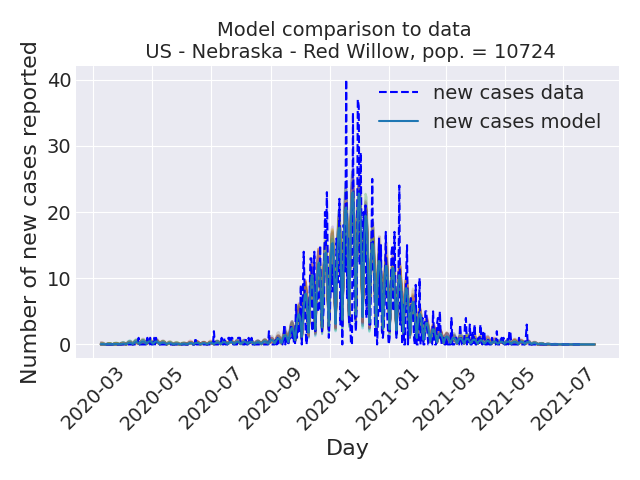 Model comparison to data
US - Nebraska - Red Willow, pop. = 10724
Number of new cases reported
40
30
20
10
0
new cases data
new cases model
2020-03
2020-05
2020-07
2020-09
2020-11
2021-01
2021-03
2021-05
2021-07
Day